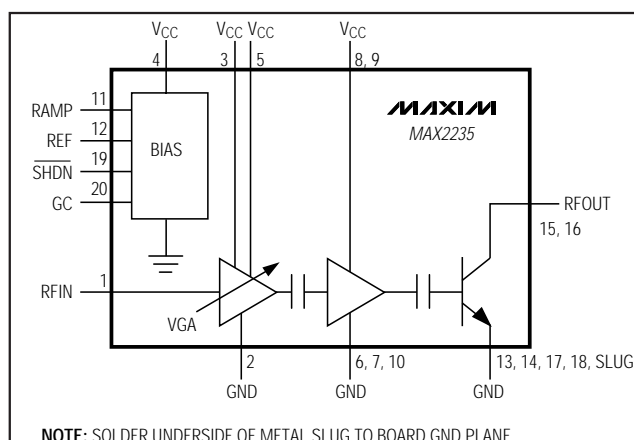 VCC VCC VCC
4 3 5 8, 9
MAXIM
MAX2235
RAMP 11
REF 12
SHDN 19
GC 20
BIAS
RFOUT
15, 16
RFIN 1
VGA
2 6, 7, 10 13, 14, 17, 18, SLUG
GND GND GND
NOTE: SOLDER UNDERSIDE OF METAL SLUG TO BOARD GND PLANE